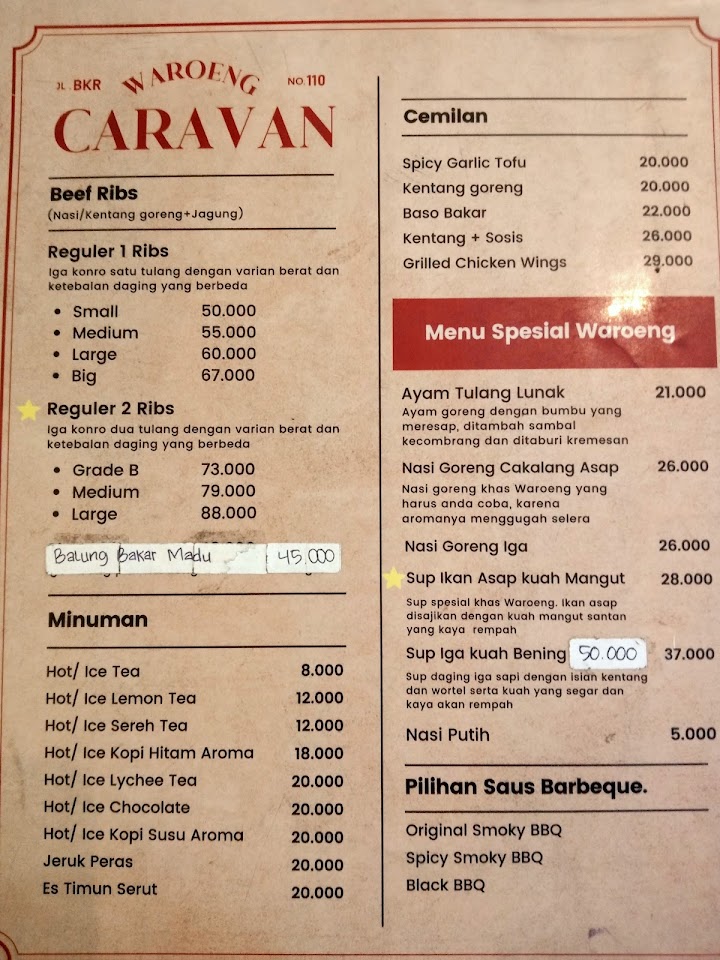 JL. BKR WAROENG NO. 110
CARAVAN
Beef Ribs
(Nasi/Kentang goreng+Jagung)
Reguler 1 Ribs
Iga konro satu tulang dengan varian berat dan
ketebalan daging yang berbeda
• Small 50.000
• Medium 55.000
• Large 60.000
• Big 67.000
Reguler 2 Ribs
Iga konro dua tulang dengan varian berat dan
ketebalan daging yang berbeda
• Grade B 73.000
• Medium 79.000
• Large 88.000
Balung Bakar Madu 45.000
Minuman
Hot/ Ice Tea 8.000
Hot/ Ice Lemon Tea 12.000
Hot/ Ice Sereh Tea 12.000
Hot/ Ice Kopi Hitam Aroma 18.000
Hot/ Ice Lychee Tea 20.000
Hot/ Ice Chocolate 20.000
Hot/ Ice Kopi Susu Aroma 20.000
Jeruk Peras 20.000
Es Timun Serut 20.000
Cemilan
Spicy Garlic Tofu 20.000
Kentang goreng 20.000
Baso Bakar 22.000
Kentang + Sosis 26.000
Grilled Chicken Wings 29.000
Menu Spesial Waroeng
Ayam Tulang Lunak 21.000
Ayam goreng dengan bumbu yang
meresap, ditambah sambal
kecombrang dan ditaburi kremesan
Nasi Goreng Cakalang Asap 26.000
Nasi goreng khas Waroeng yang
harus anda coba, karena
aromanya menggugah selera
Nasi Goreng Iga 26.000
Sup Ikan Asap kuah Mangut 28.000
Sup spesial khas Waroeng. Ikan asap
disajikan dengan kuah mangut santan
yang kaya rempah
Sup Iga kuah Bening 50.000 37.000
Sup daging iga sapi dengan isian kentang
dan wortel serta kuah yang segar dan
kaya akan rempah
Nasi Putih 5.000
Pilihan Saus Barbeque.
Original Smoky BBQ
Spicy Smoky BBQ
Black BBQ